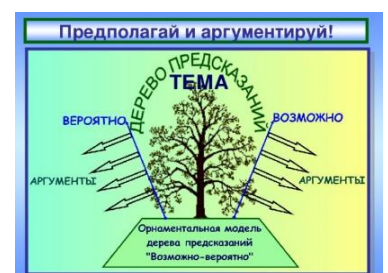 Предполагай и аргументируй!
ДЕРЕВО ПРЕДСКАЗАНИЙ
ТЕМА
ВЕРОЯТНО
ВОЗМОЖНО
АРГУМЕНТЫ
АРГУМЕНТЫ
Орнаментальная модель
дерева предсказаний
"Возможно-вероятно"